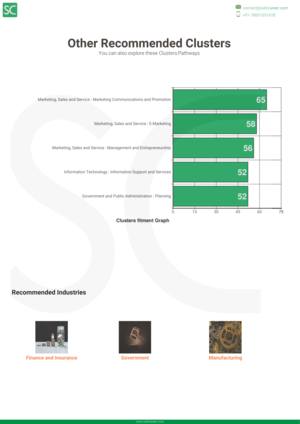 SC
+91 18001201418
Other Recommended Clusters
You can also explore these Clusters Pathways
Marketing, Sales and Service : Marketing Communications and Promotion
65
Marketing, Sales and Service : E-Marketing
58
Marketing, Sales and Service : Management and Entrepreneurship
56
Information Technology : Information Support and Services
52
Government and Public Administration : Planning
52
0 15 30 45 60 75
Clusters fitment Graph
Recommended Industries
Finance and Insurance Government Manufacturing